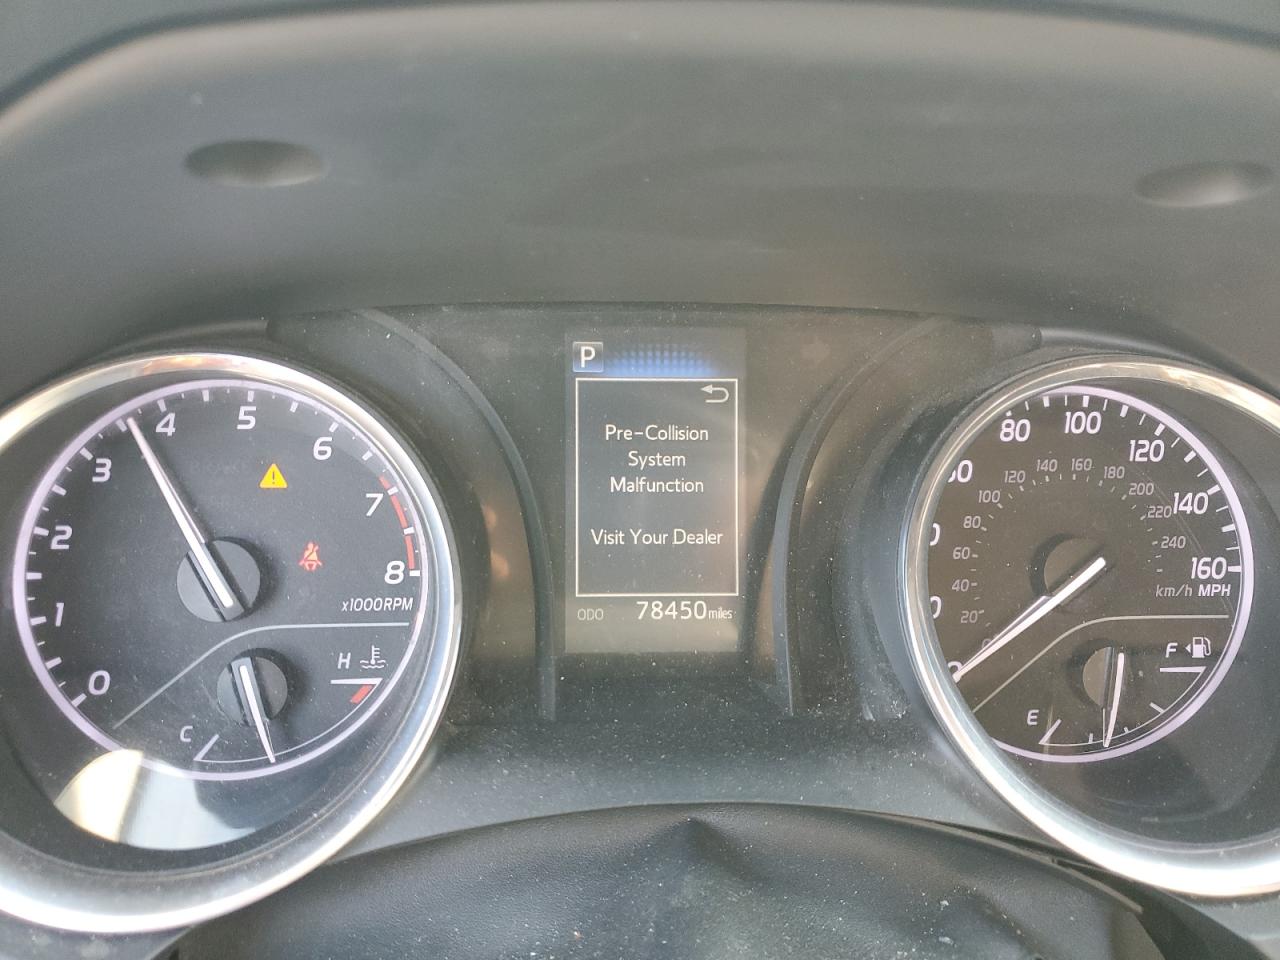 P
Pre-Collision
System
Malfunction
Visit Your Dealer
ODO 78450 miles
0
1
2
3
4
5
6
7
8
x1000RPM
H
C
80
100
120
140
160
km/h MPH
20
40
60
80
100
120
140
160
180
200
220
240
F
E